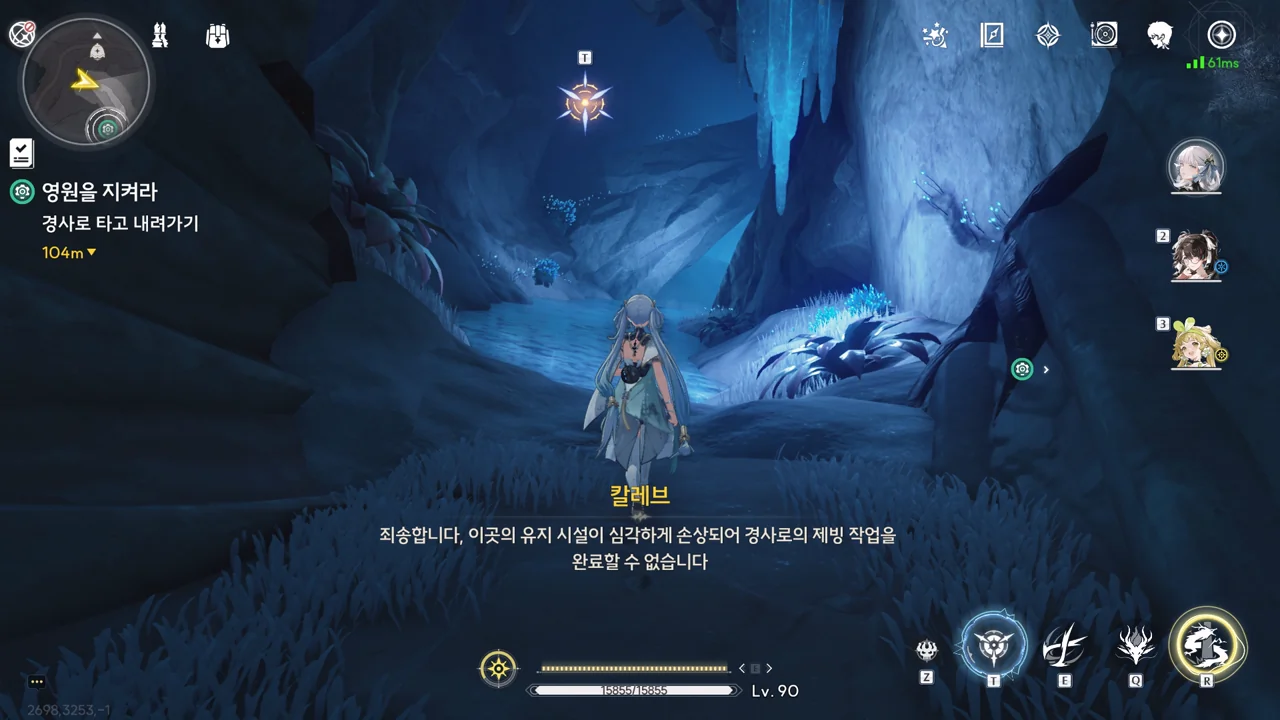 T
61ms
영원을 지켜라
경사로 타고 내려가기
104m
2
3
칼레브
죄송합니다, 이곳의 유지 시설이 심각하게 손상되어 경사로의 제빙 작업을
완료할 수 없습니다
15855/15855
Lv. 90
Z
T
E
Q
R
2698,3253,-1